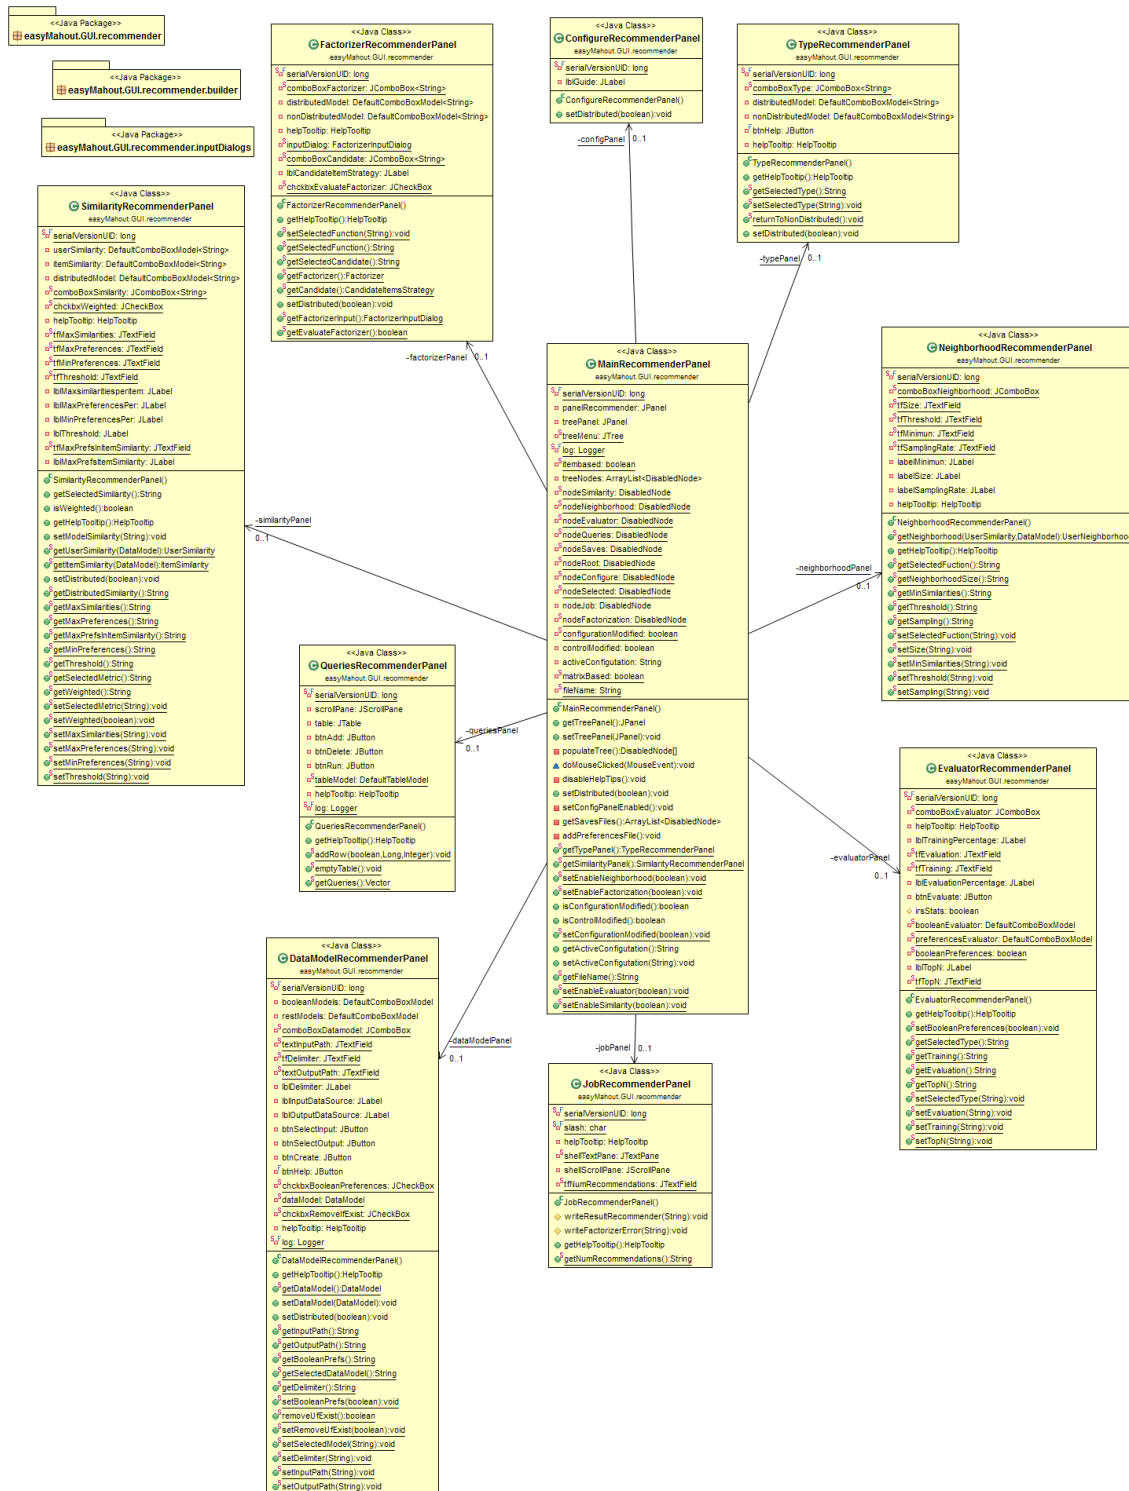 <<Java Package>>
easyMahout.GUI.recommender
<<Java Package>>
easyMahout.GUI.recommender.builder
<<Java Package>>
easyMahout.GUI.recommender.inputDialogs
<<Java Class>>
SimilarityRecommenderPanel
easyMahout.GUI.recommender
serialVersionUID: long
userSimilarity: DefaultComboBoxModel<String>
itemSimilarity: DefaultComboBoxModel<String>
distributedModel: DefaultComboBoxModel<String>
comboBoxSimilarity: JComboBox<String>
chckbxWeighted: JCheckBox
helpTooltip: HelpTooltip
tfMaxSimilarities: JTextField
tfMaxPreferences: JTextField
tfMinPreferences: JTextField
tfThreshold: JTextField
lblMaxsimilaritiesperitem: JLabel
lblMaxPreferencesPer: JLabel
lblMinPreferencesPer: JLabel
lblThreshold: JLabel
tfMaxPrefsInItemSimilarity: JTextField
lblMaxPrefsItemSimilarity: JLabel
SimilarityRecommenderPanel()
getSelectedSimilarity():String
isWeighted():boolean
getHelpTooltip():HelpTooltip
setModelSimilarity(String):void
getUserSimilarity(DataModel):UserSimilarity
getItemSimilarity(DataModel):ItemSimilarity
setDistributed(boolean):void
getDistributedSimilarity():String
getMaxSimilarities():String
getMaxPreferences():String
getMaxPrefsInItemSimilarity():String
getMinPreferences():String
getThreshold():String
getSelectedMetric():String
getWeighted():String
setSelectedMetric(String):void
setWeighted(boolean):void
setMaxSimilarities(String):void
setMaxPreferences(String):void
setMinPreferences(String):void
setThreshold(String):void
<<Java Class>>
FactorizerRecommenderPanel
easyMahout.GUI.recommender
serialVersionUID: long
comboBoxFactorizer: JComboBox<String>
distributedModel: DefaultComboBoxModel<String>
nonDistributedModel: DefaultComboBoxModel<String>
helpTooltip: HelpTooltip
inputDialog: FactorizerInputDialog
comboBoxCandidate: JComboBox<String>
lblCandidateItemStrategy: JLabel
chckbxEvaluateFactorizer: JCheckBox
FactorizerRecommenderPanel()
getHelpTooltip():HelpTooltip
setSelectedFunction(String):void
getSelectedFunction():String
getSelectedCandidate():String
getFactorizer():Factorizer
getCandidate():CandidateItemsStrategy
setDistributed(boolean):void
getFactorizerInput():FactorizerInputDialog
getEvaluateFactorizer():boolean
<<Java Class>>
ConfigureRecommenderPanel
easyMahout.GUI.recommender
serialVersionUID: long
lblGuide: JLabel
ConfigureRecommenderPanel()
setDistributed(boolean):void
<<Java Class>>
TypeRecommenderPanel
easyMahout.GUI.recommender
serialVersionUID: long
comboBoxType: JComboBox<String>
distributedModel: DefaultComboBoxModel<String>
nonDistributedModel: DefaultComboBoxModel<String>
btnHelp: JButton
helpTooltip: HelpTooltip
TypeRecommenderPanel()
getHelpTooltip():HelpTooltip
getSelectedType():String
setSelectedType(String):void
returnToNonDistributed():void
setDistributed(boolean):void
-configPanel 0..1
-typePanel 0..1
-factorizerPanel 0..1
-similarityPanel
0..1
-queriesPanel
0..1
-dataModelPanel
0..1
-jobPanel 0..1
-neighborhoodPanel
0..1
-evaluatorPanel
0..1
<<Java Class>>
MainRecommenderPanel
easyMahout.GUI.recommender
serialVersionUID: long
panelRecommender: JPanel
treePanel: JPanel
treeMenu: JTree
log: Logger
itembased: boolean
treeNodes: ArrayList<DisabledNode>
nodeSimilarity: DisabledNode
nodeNeighborhood: DisabledNode
nodeEvaluator: DisabledNode
nodeQueries: DisabledNode
nodeSaves: DisabledNode
nodeRoot: DisabledNode
nodeConfigure: DisabledNode
nodeSelected: DisabledNode
nodeJob: DisabledNode
nodeFactorization: DisabledNode
configurationModified: boolean
controlModified: boolean
activeConfigutation: String
matrixBased: boolean
fileName: String
MainRecommenderPanel()
getTreePanel():JPanel
setTreePanel(JPanel):void
populateTree():DisabledNode[]
doMouseClicked(MouseEvent):void
disableHelpTips():void
setDistributed(boolean):void
setConfigPanelEnabled():void
getSavesFiles():ArrayList<DisabledNode>
addPreferencesFile():void
getTypePanel():TypeRecommenderPanel
getSimilarityPanel():SimilarityRecommenderPanel
setEnableNeighborhood(boolean):void
setEnableFactorization(boolean):void
isConfigurationModified():boolean
isControlModified():boolean
setConfigurationModified(boolean):void
getActiveConfigutation():String
setActiveConfigutation(String):void
getFileName():String
setEnableEvaluator(boolean):void
setEnableSimilarity(boolean):void
<<Java Class>>
NeighborhoodRecommenderPanel
easyMahout.GUI.recommender
serialVersionUID: long
comboBoxNeighborhood: JComboBox
tfSize: JTextField
tfThreshold: JTextField
tfMinimun: JTextField
tfSamplingRate: JTextField
labelMinimun: JLabel
labelSize: JLabel
labelSamplingRate: JLabel
helpTooltip: HelpTooltip
NeighborhoodRecommenderPanel()
getNeighborhood(UserSimilarity,DataModel):UserNeighborhood
getHelpTooltip():HelpTooltip
getSelectedFuction():String
getNeighborhoodSize():String
getMinSimilarities():String
getThreshold():String
getSampling():String
setSelectedFuction(String):void
setSize(String):void
setMinSimilarities(String):void
setThreshold(String):void
setSampling(String):void
<<Java Class>>
QueriesRecommenderPanel
easyMahout.GUI.recommender
serialVersionUID: long
scrollPane: JScrollPane
table: JTable
btnAdd: JButton
btnDelete: JButton
btnRun: JButton
tableModel: DefaultTableModel
helpTooltip: HelpTooltip
log: Logger
QueriesRecommenderPanel()
getHelpTooltip():HelpTooltip
addRow(boolean,Long,Integer):void
emptyTable():void
getQueries():Vector
<<Java Class>>
EvaluatorRecommenderPanel
easyMahout.GUI.recommender
serialVersionUID: long
comboBoxEvaluator: JComboBox
helpTooltip: HelpTooltip
lblTrainingPercentage: JLabel
tfEvaluation: JTextField
tfTraining: JTextField
lblEvaluationPercentage: JLabel
btnEvaluate: JButton
irsStats: boolean
booleanEvaluator: DefaultComboBoxModel
preferencesEvaluator: DefaultComboBoxModel
booleanPreferences: boolean
lblTopN: JLabel
tfTopN: JTextField
EvaluatorRecommenderPanel()
getHelpTooltip():HelpTooltip
setBooleanPreferences(boolean):void
getSelectedType():String
getTraining():String
getEvaluation():String
getTopN():String
setSelectedType(String):void
setEvaluation(String):void
setTraining(String):void
setTopN(String):void
<<Java Class>>
DataModelRecommenderPanel
easyMahout.GUI.recommender
serialVersionUID: long
booleanModels: DefaultComboBoxModel
restModels: DefaultComboBoxModel
comboBoxDatamodel: JComboBox
textInputPath: JTextField
tfDelimiter: JTextField
textOutputPath: JTextField
lblDelimiter: JLabel
lblInputDataSource: JLabel
lblOutputDataSource: JLabel
btnSelectInput: JButton
btnSelectOutput: JButton
btnCreate: JButton
btnHelp: JButton
chckbxBooleanPreferences: JCheckBox
dataModel: DataModel
chckbxRemoveIfExist: JCheckBox
helpTooltip: HelpTooltip
log: Logger
DataModelRecommenderPanel()
getHelpTooltip():HelpTooltip
getDataModel():DataModel
setDataModel(DataModel):void
setDistributed(boolean):void
getInputPath():String
getOutputPath():String
getBooleanPrefs():String
getSelectedDataModel():String
getDelimiter():String
setBooleanPrefs(boolean):void
removeUfExist():boolean
setRemoveUfExist(boolean):void
setSelectedModel(String):void
setDelimiter(String):void
setInputPath(String):void
setOutputPath(String):void
<<Java Class>>
JobRecommenderPanel
easyMahout.GUI.recommender
serialVersionUID: long
slash: char
helpTooltip: HelpTooltip
shellTextPane: JTextPane
shellScrollPane: JScrollPane
tfNumRecommendations: JTextField
JobRecommenderPanel()
writeResultRecommender(String):void
writeFactorizerError(String):void
getHelpTooltip():HelpTooltip
getNumRecommendations():String